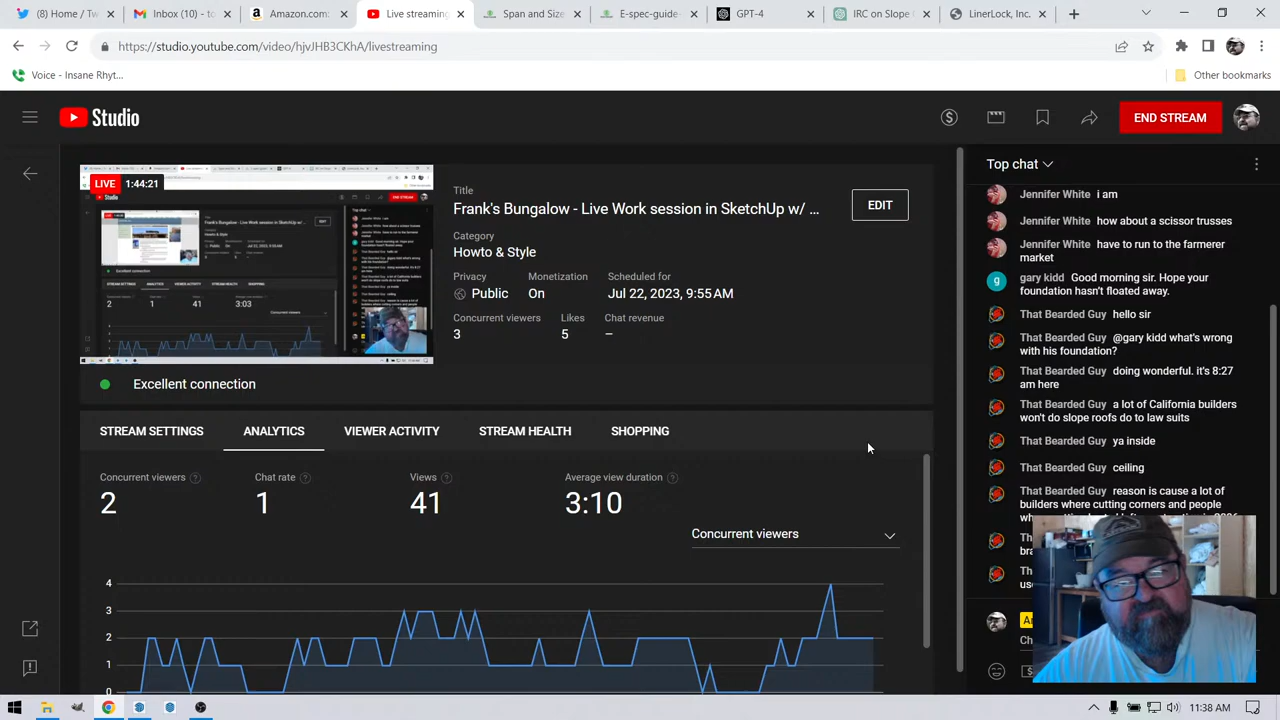 (8) Home / Tw
Inbox (10) - to
Amazon.com:
Live streaming
Span and Size
E-spec-guide-
GPT-4
IRC on Slope
LinerLock, Inc.
https://studio.youtube.com/video/hjvJHB3CKhA/livestreaming
Voice - Insane Rhyt...
Other bookmarks
Studio
END STREAM
LIVE 1:44:21
Title
Frank's Bungalow - Live Work session in SketchUp w/
EDIT
Category
Howto & Style
Privacy
Monetization
Scheduled for
Public
On
Jul 22, 2023, 9:55 AM
Concurrent viewers
Likes
Chat revenue
3
5
–
Excellent connection
STREAM SETTINGS
ANALYTICS
VIEWER ACTIVITY
STREAM HEALTH
SHOPPING
Concurrent viewers
Chat rate
Views
Average view duration
2
1
41
3:10
Concurrent viewers
4
3
2
1
0
Top chat
Jennifer White I am
Jennifer White how about a scissor trusses
Jennifer White have to run to the farmered
market
gary kidd Good morning sir. Hope your
foundation hasn't floated away.
That Bearded Guy hello sir
That Bearded Guy @gary kidd what's wrong
with his foundation?
That Bearded Guy doing wonderful. it's 8:27
am here
That Bearded Guy a lot of California builders
won't do slope roofs do to law suits
That Bearded Guy ya inside
That Bearded Guy ceiling
That Bearded Guy reason is cause a lot of
builders where cutting corners and people
11:38 AM